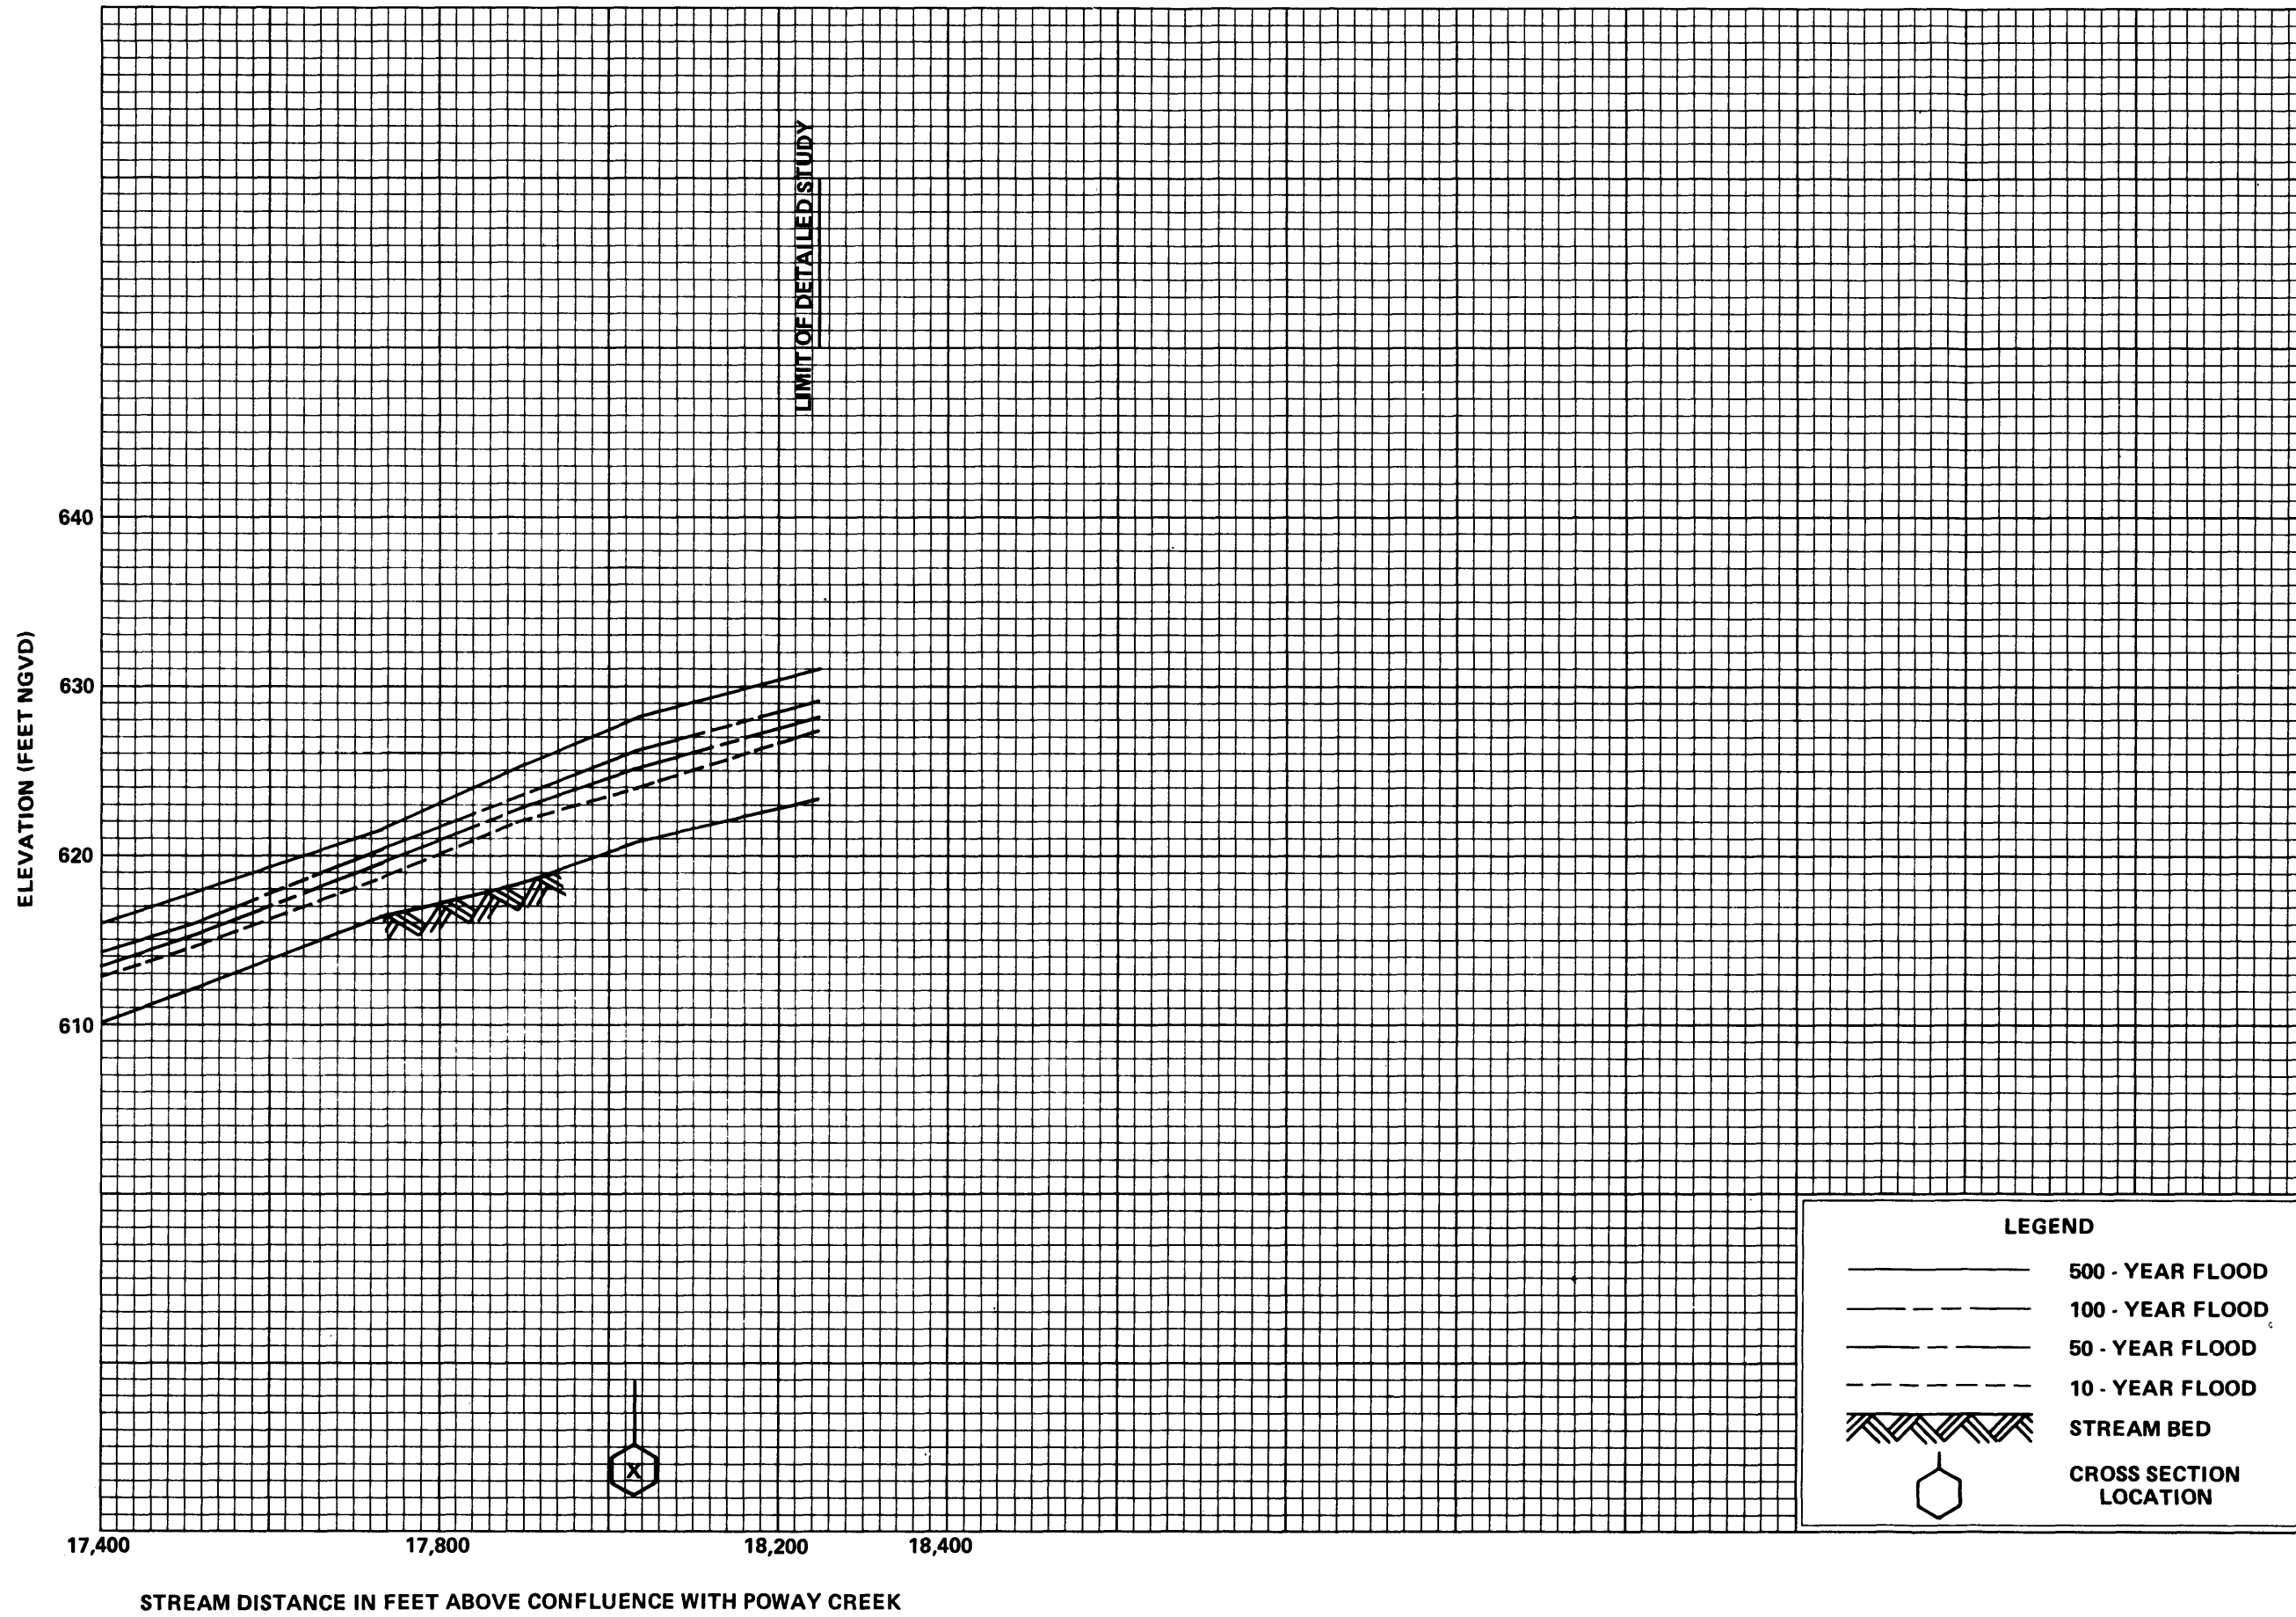 LIMIT OF DETAILED STUDY
ELEVATION (FEET NGVD)
640
630
620
610
X
17,400
17,800
18,200
18,400
STREAM DISTANCE IN FEET ABOVE CONFLUENCE WITH POWAY CREEK
LEGEND
500 - YEAR FLOOD
100 - YEAR FLOOD
50 - YEAR FLOOD
10 - YEAR FLOOD
STREAM BED
CROSS SECTION
LOCATION